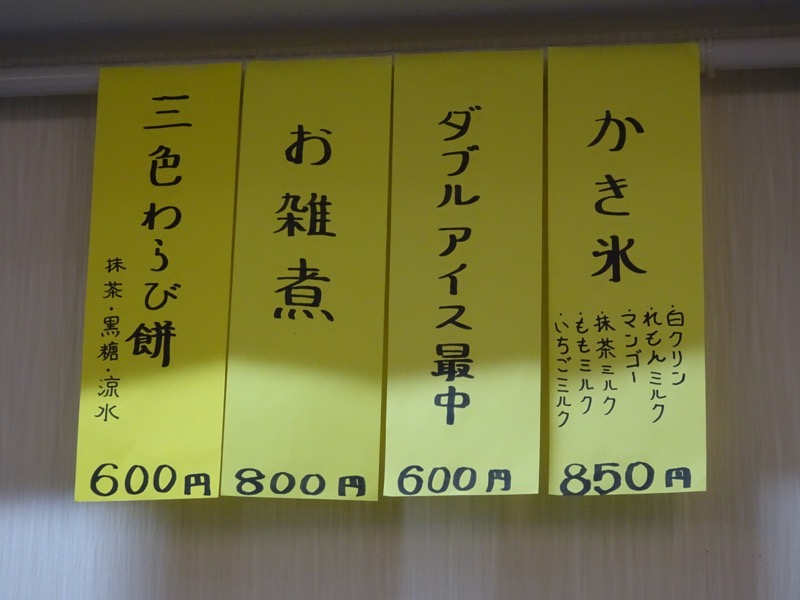 かき氷
・白クリン
・れもんミルク
・マンゴー
・抹茶ミルク
・ももミルク
・いちごミルク
850円
ダブルアイス最中
600円
お雑煮
800円
三色わらび餅
抹茶・黒糖・涼水
600円